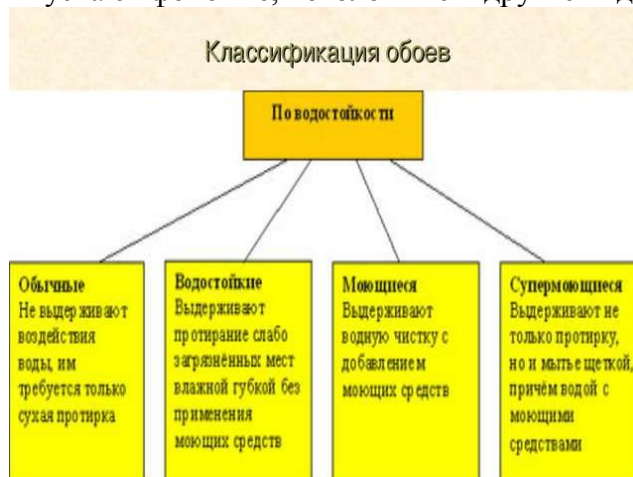 Классификация обоев
По водостойкости
Обычные
Не выдерживают
воздействия
воды, им
требуется только
сухая протирка
Водостойкие
Выдерживают
протирание слабо
загрязнённых мест
влажной губкой без
применения
моющих средств
Моющиеся
Выдерживают
водную чистку с
добавлением
моющих средств
Супермоющиеся
Выдерживают не
только протирку,
но и мытье щеткой,
причём водой с
моющими
средствами